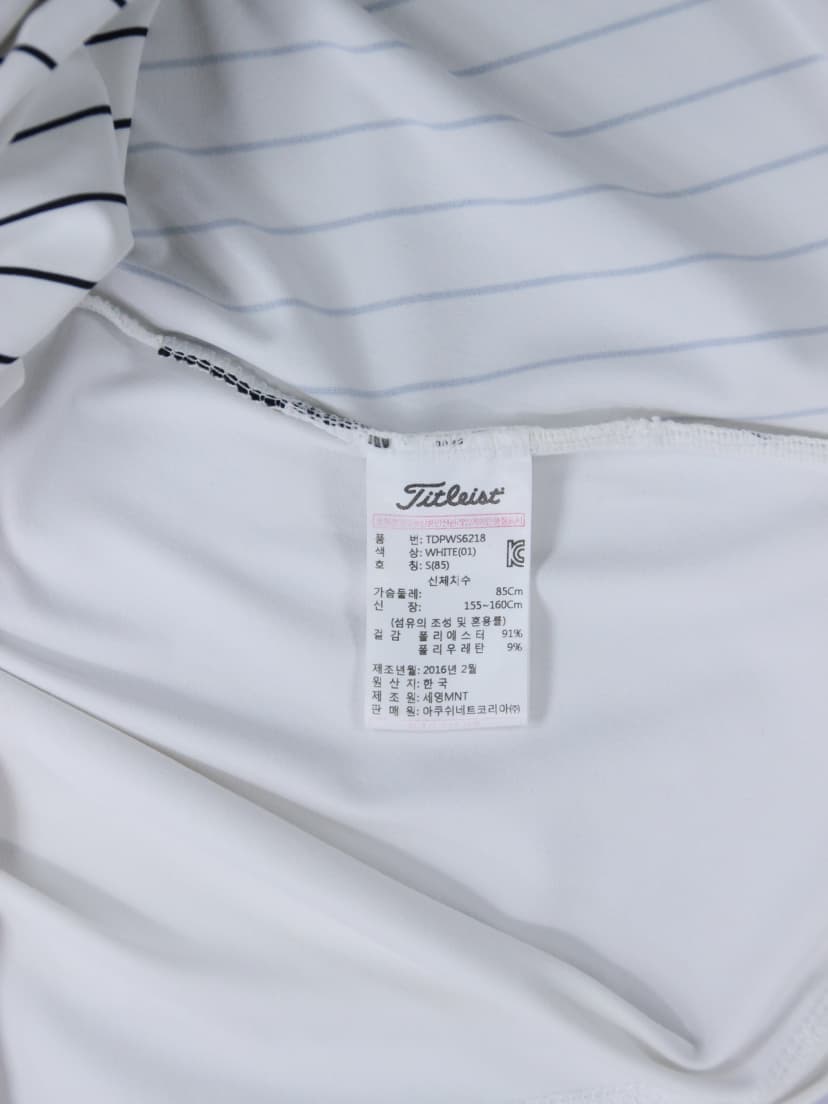 Titleist
품 번: TDPWS6218
색 상: WHITE(01)
호 칭: S(85)
신체치수
가슴둘레: 85Cm
신 장: 155~160Cm
(섬유의 조성 및 혼용률)
겉 감 폴리에스터 91%
폴리우레탄 9%
제조년월: 2016년 2월
원 산 지: 한 국
제 조 원: 세영MNT
판 매 원: 아쿠쉬네트코리아(주)